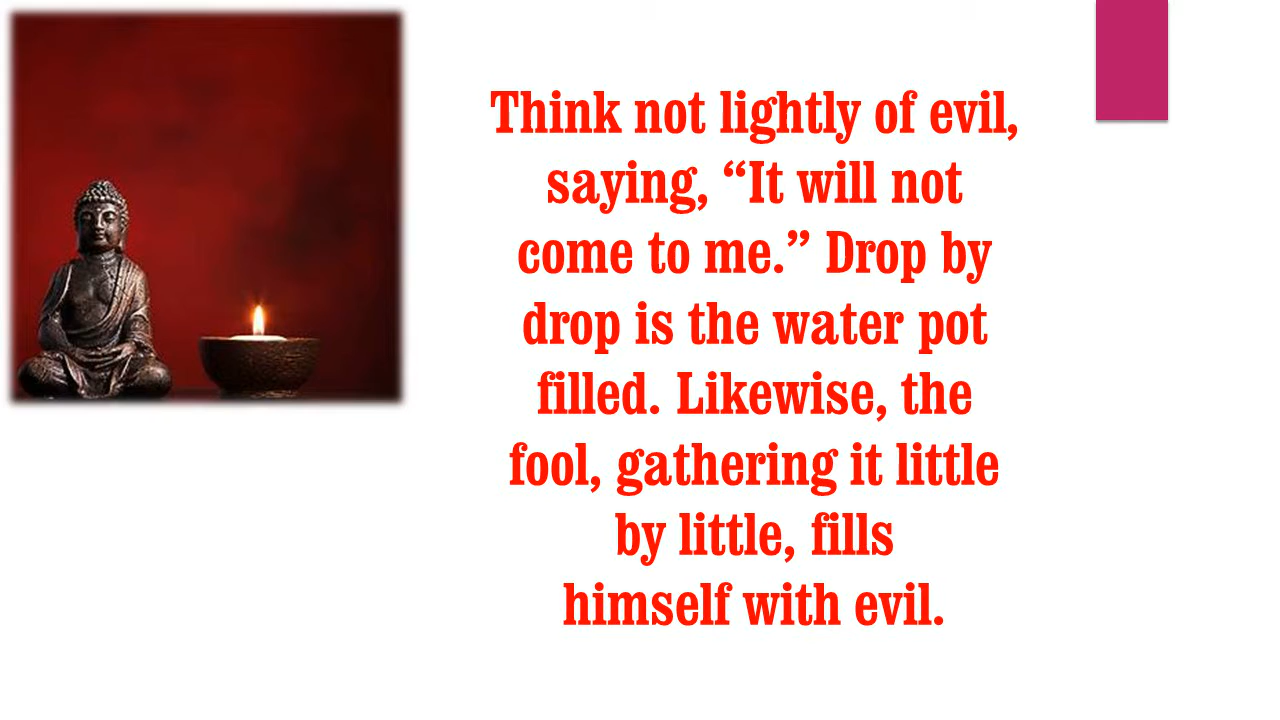 Think not lightly of evil,
saying, “It will not
come to me.” Drop by
drop is the water pot
filled. Likewise, the
fool, gathering it little
by little, fills
himself with evil.